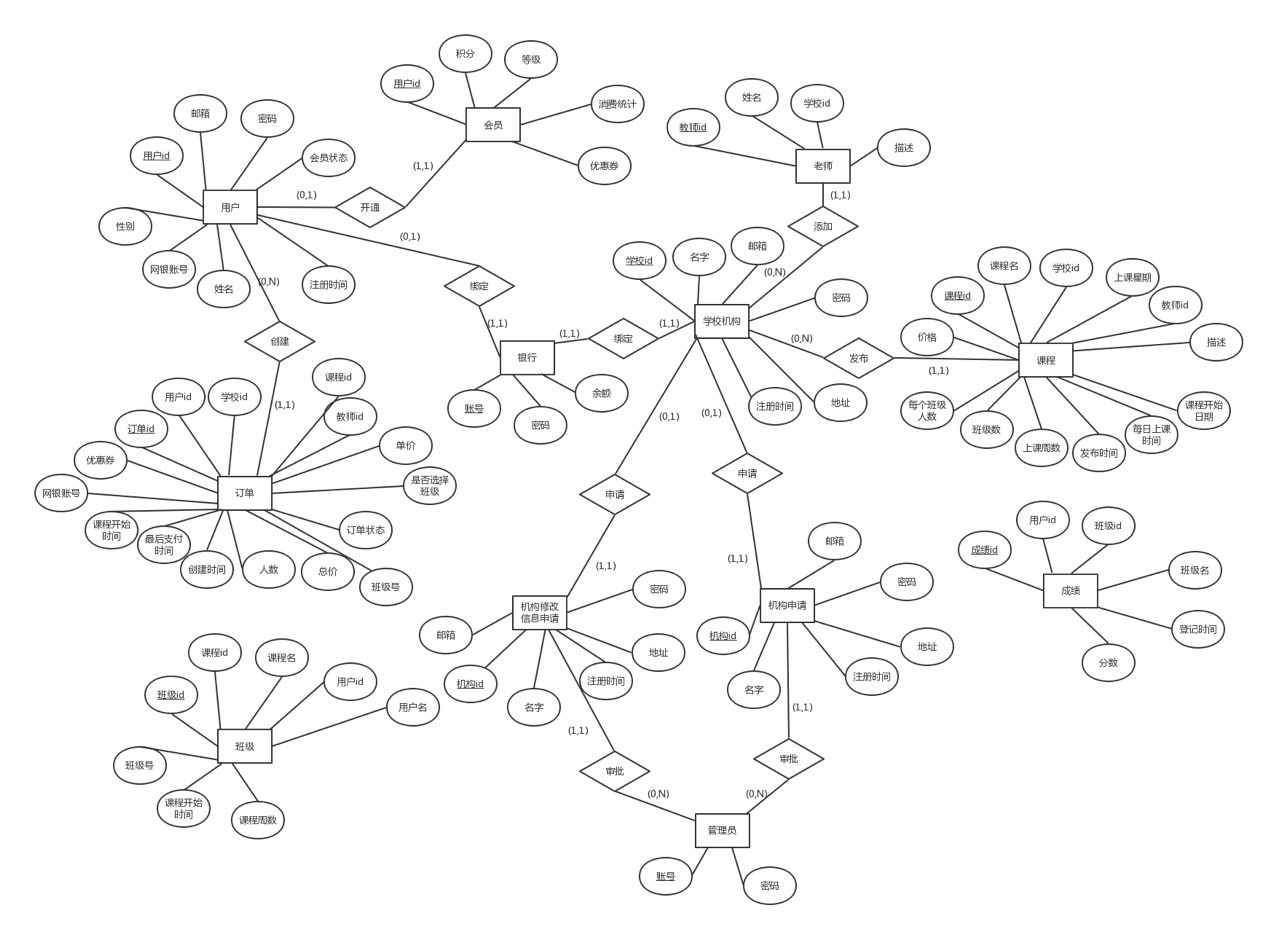 积分
等级
用户id
消费统计
会员
优惠券
(1,1)
邮箱
密码
用户id
会员状态
(0,1)
用户
开通
性别
网银账号
姓名
注册时间
(0,N)
(0,1)
创建
(1,1)
姓名
学校id
教师id
描述
老师
(1,1)
添加
邮箱
名字
学校id
(0,N)
密码
学校机构
绑定
(1,1)
(1,1)
绑定
(1,1)
银行
账号
密码
余额
(0,N)
发布
(1,1)
注册时间
地址
课程名
学校id
上课星期
课程id
教师id
价格
描述
课程
每个班级
人数
班级数
上课周数
发布时间
每日上课
时间
课程开始
日期
课程id
用户id
学校id
教师id
订单id
单价
优惠券
是否选择
班级
网银账号
订单
课程开始
时间
最后支付
时间
创建时间
人数
总价
班级号
订单状态
(0,1)
(0,1)
申请
申请
(1,1)
(1,1)
机构修改
信息申请
密码
邮箱
地址
机构id
名字
注册时间
(1,1)
邮箱
密码
机构申请
机构id
地址
名字
注册时间
(1,1)
审批
审批
(0,N)
(0,N)
管理员
账号
密码
用户id
班级id
成绩id
班级名
成绩
登记时间
分数
课程id
课程名
班级id
用户id
用户名
班级
班级号
课程开始
时间
课程周数